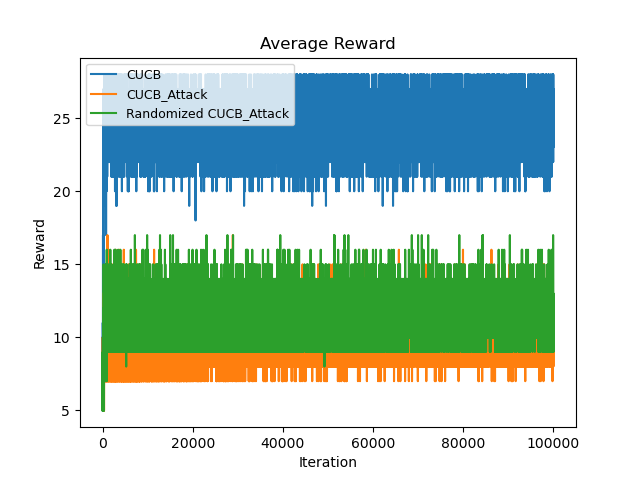 Average Reward
CUCB
CUCB_Attack
Randomized CUCB_Attack
25
20
15
10
5
Reward
0
20000
40000
60000
80000
100000
Iteration